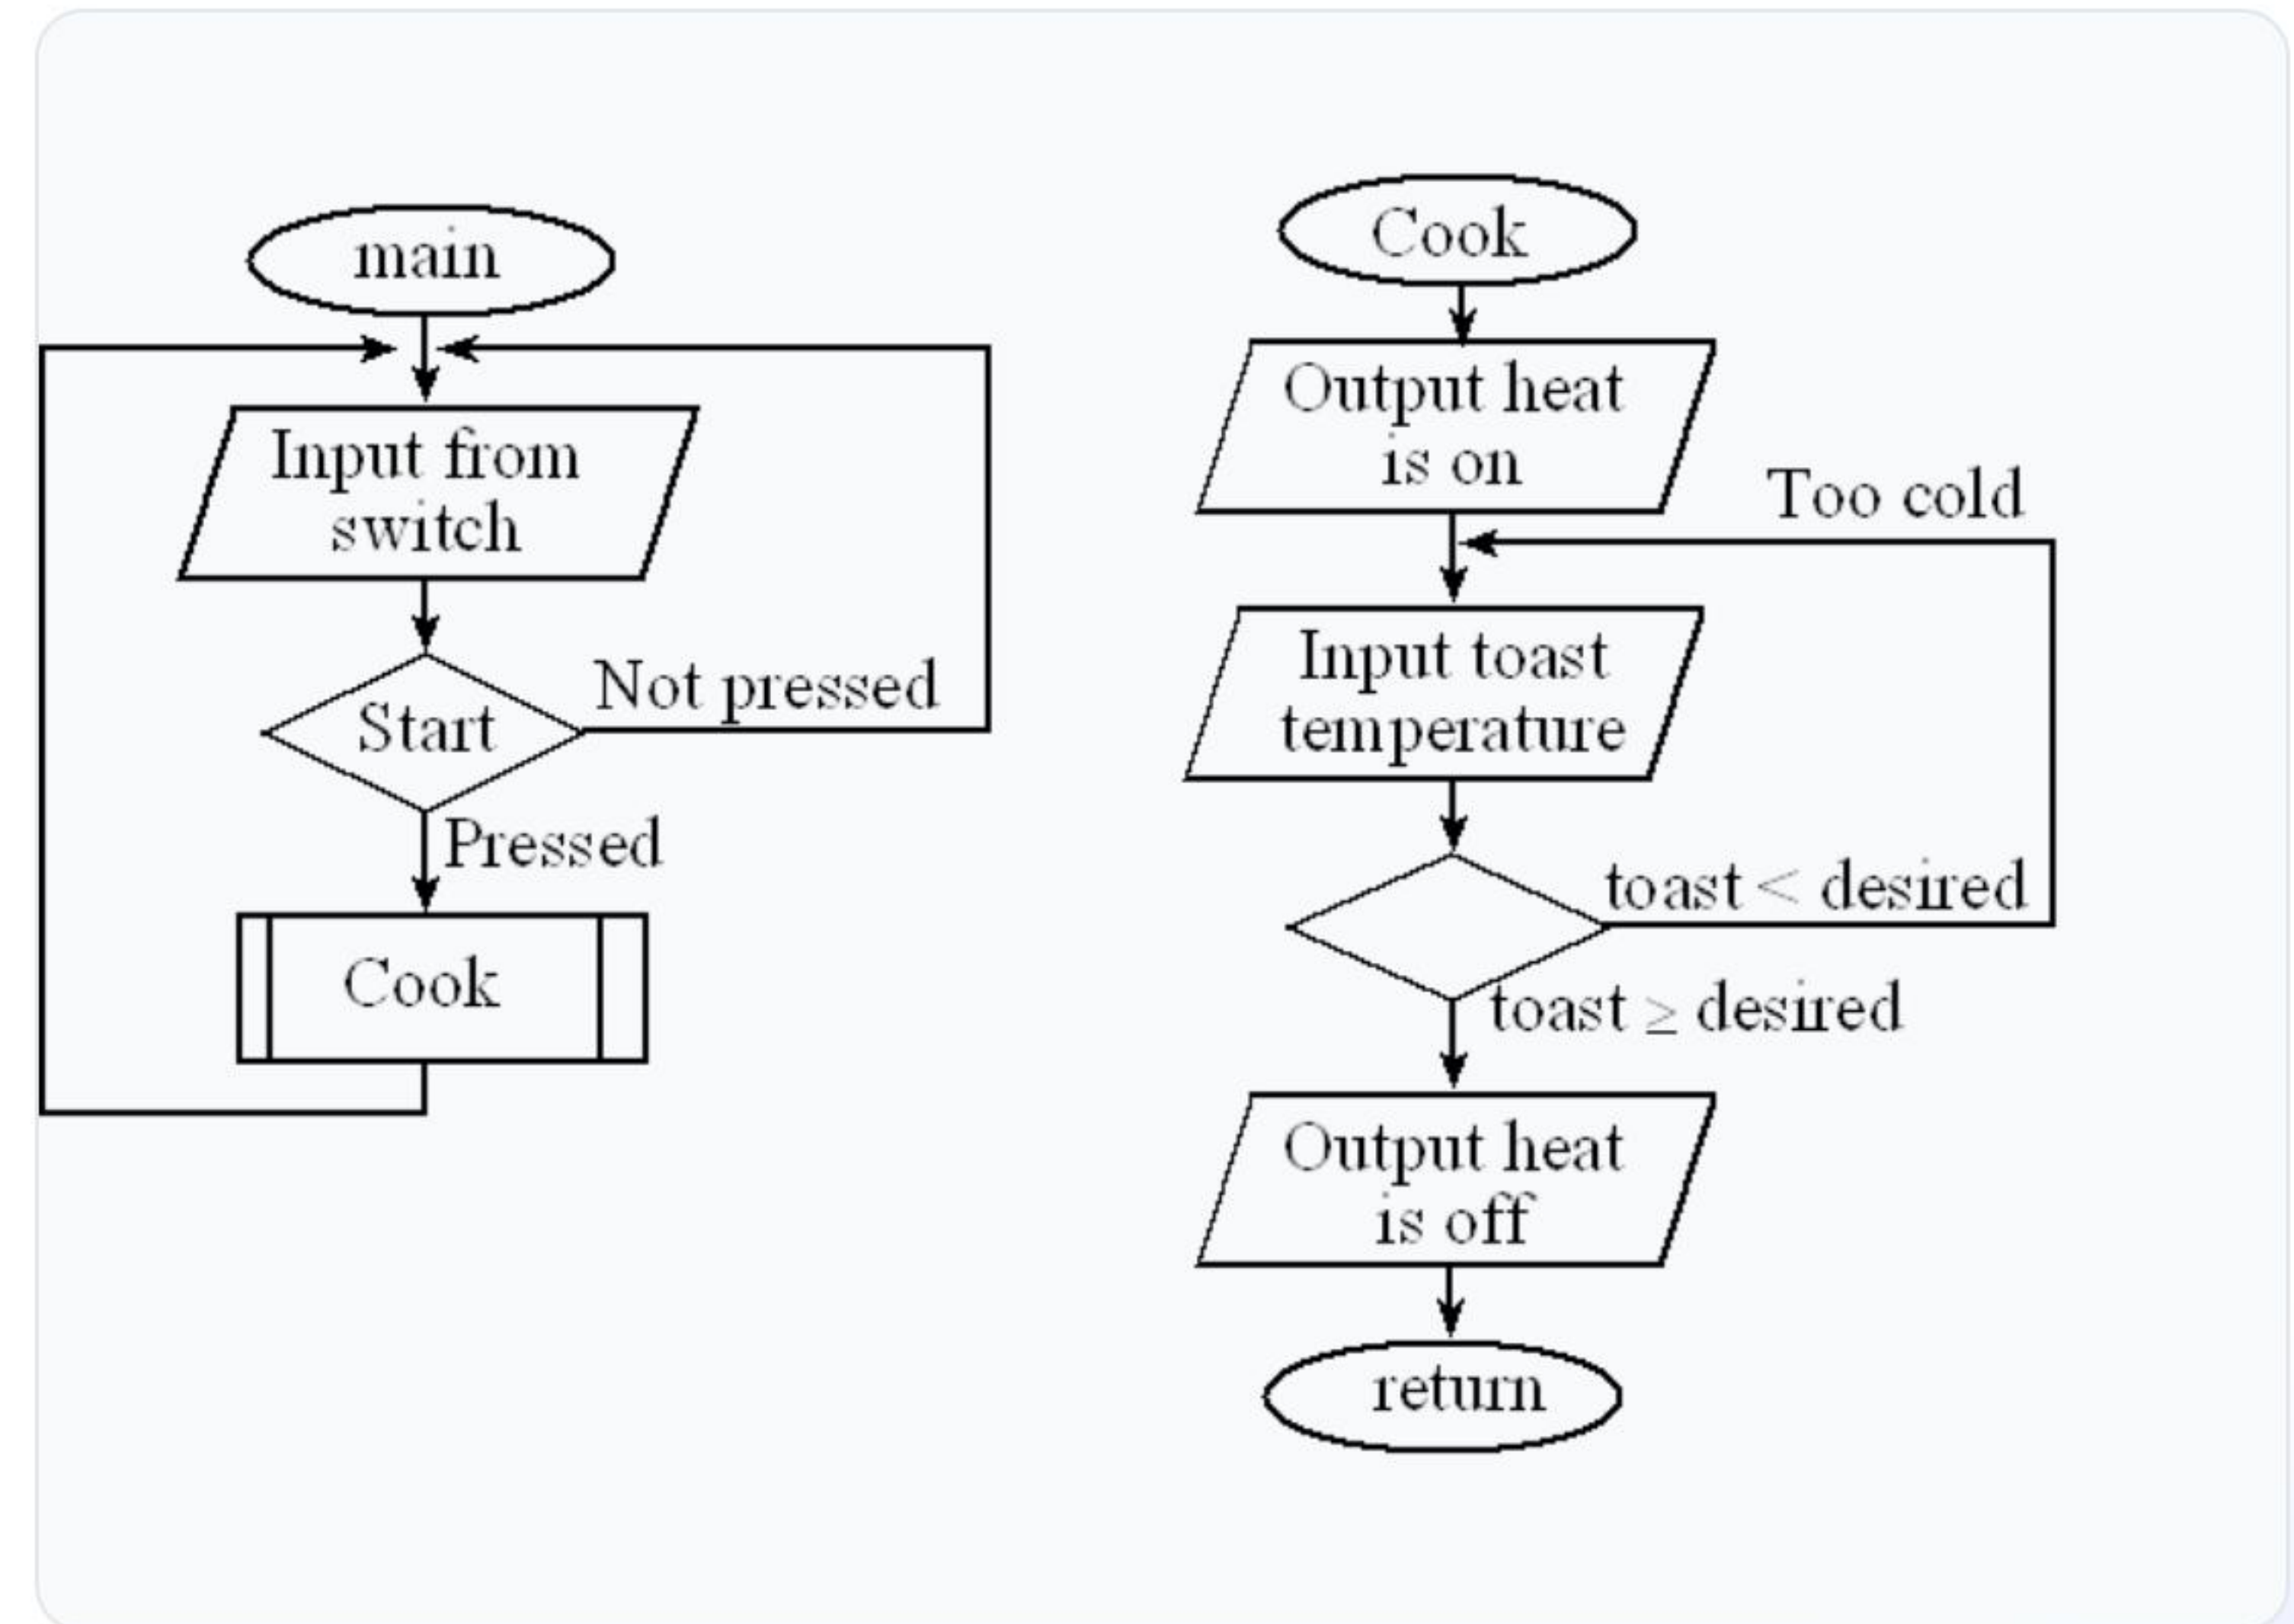 main
Input from
switch
Start
Not pressed
Pressed
Cook
Cook
Output heat
is on
Too cold
Input toast
temperature
toast < desired
toast ≥ desired
Output heat
is off
return